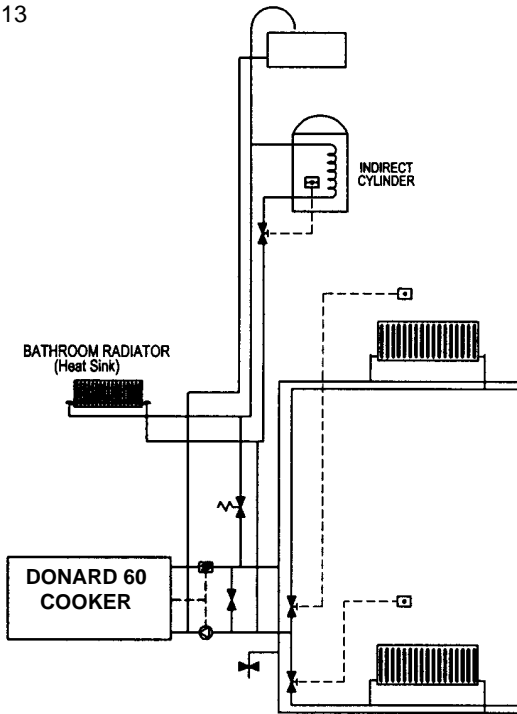 13
INDIRECT
CYLINDER
BATHROOM RADIATOR
(Heat Sink)
DONARD 60
COOKER